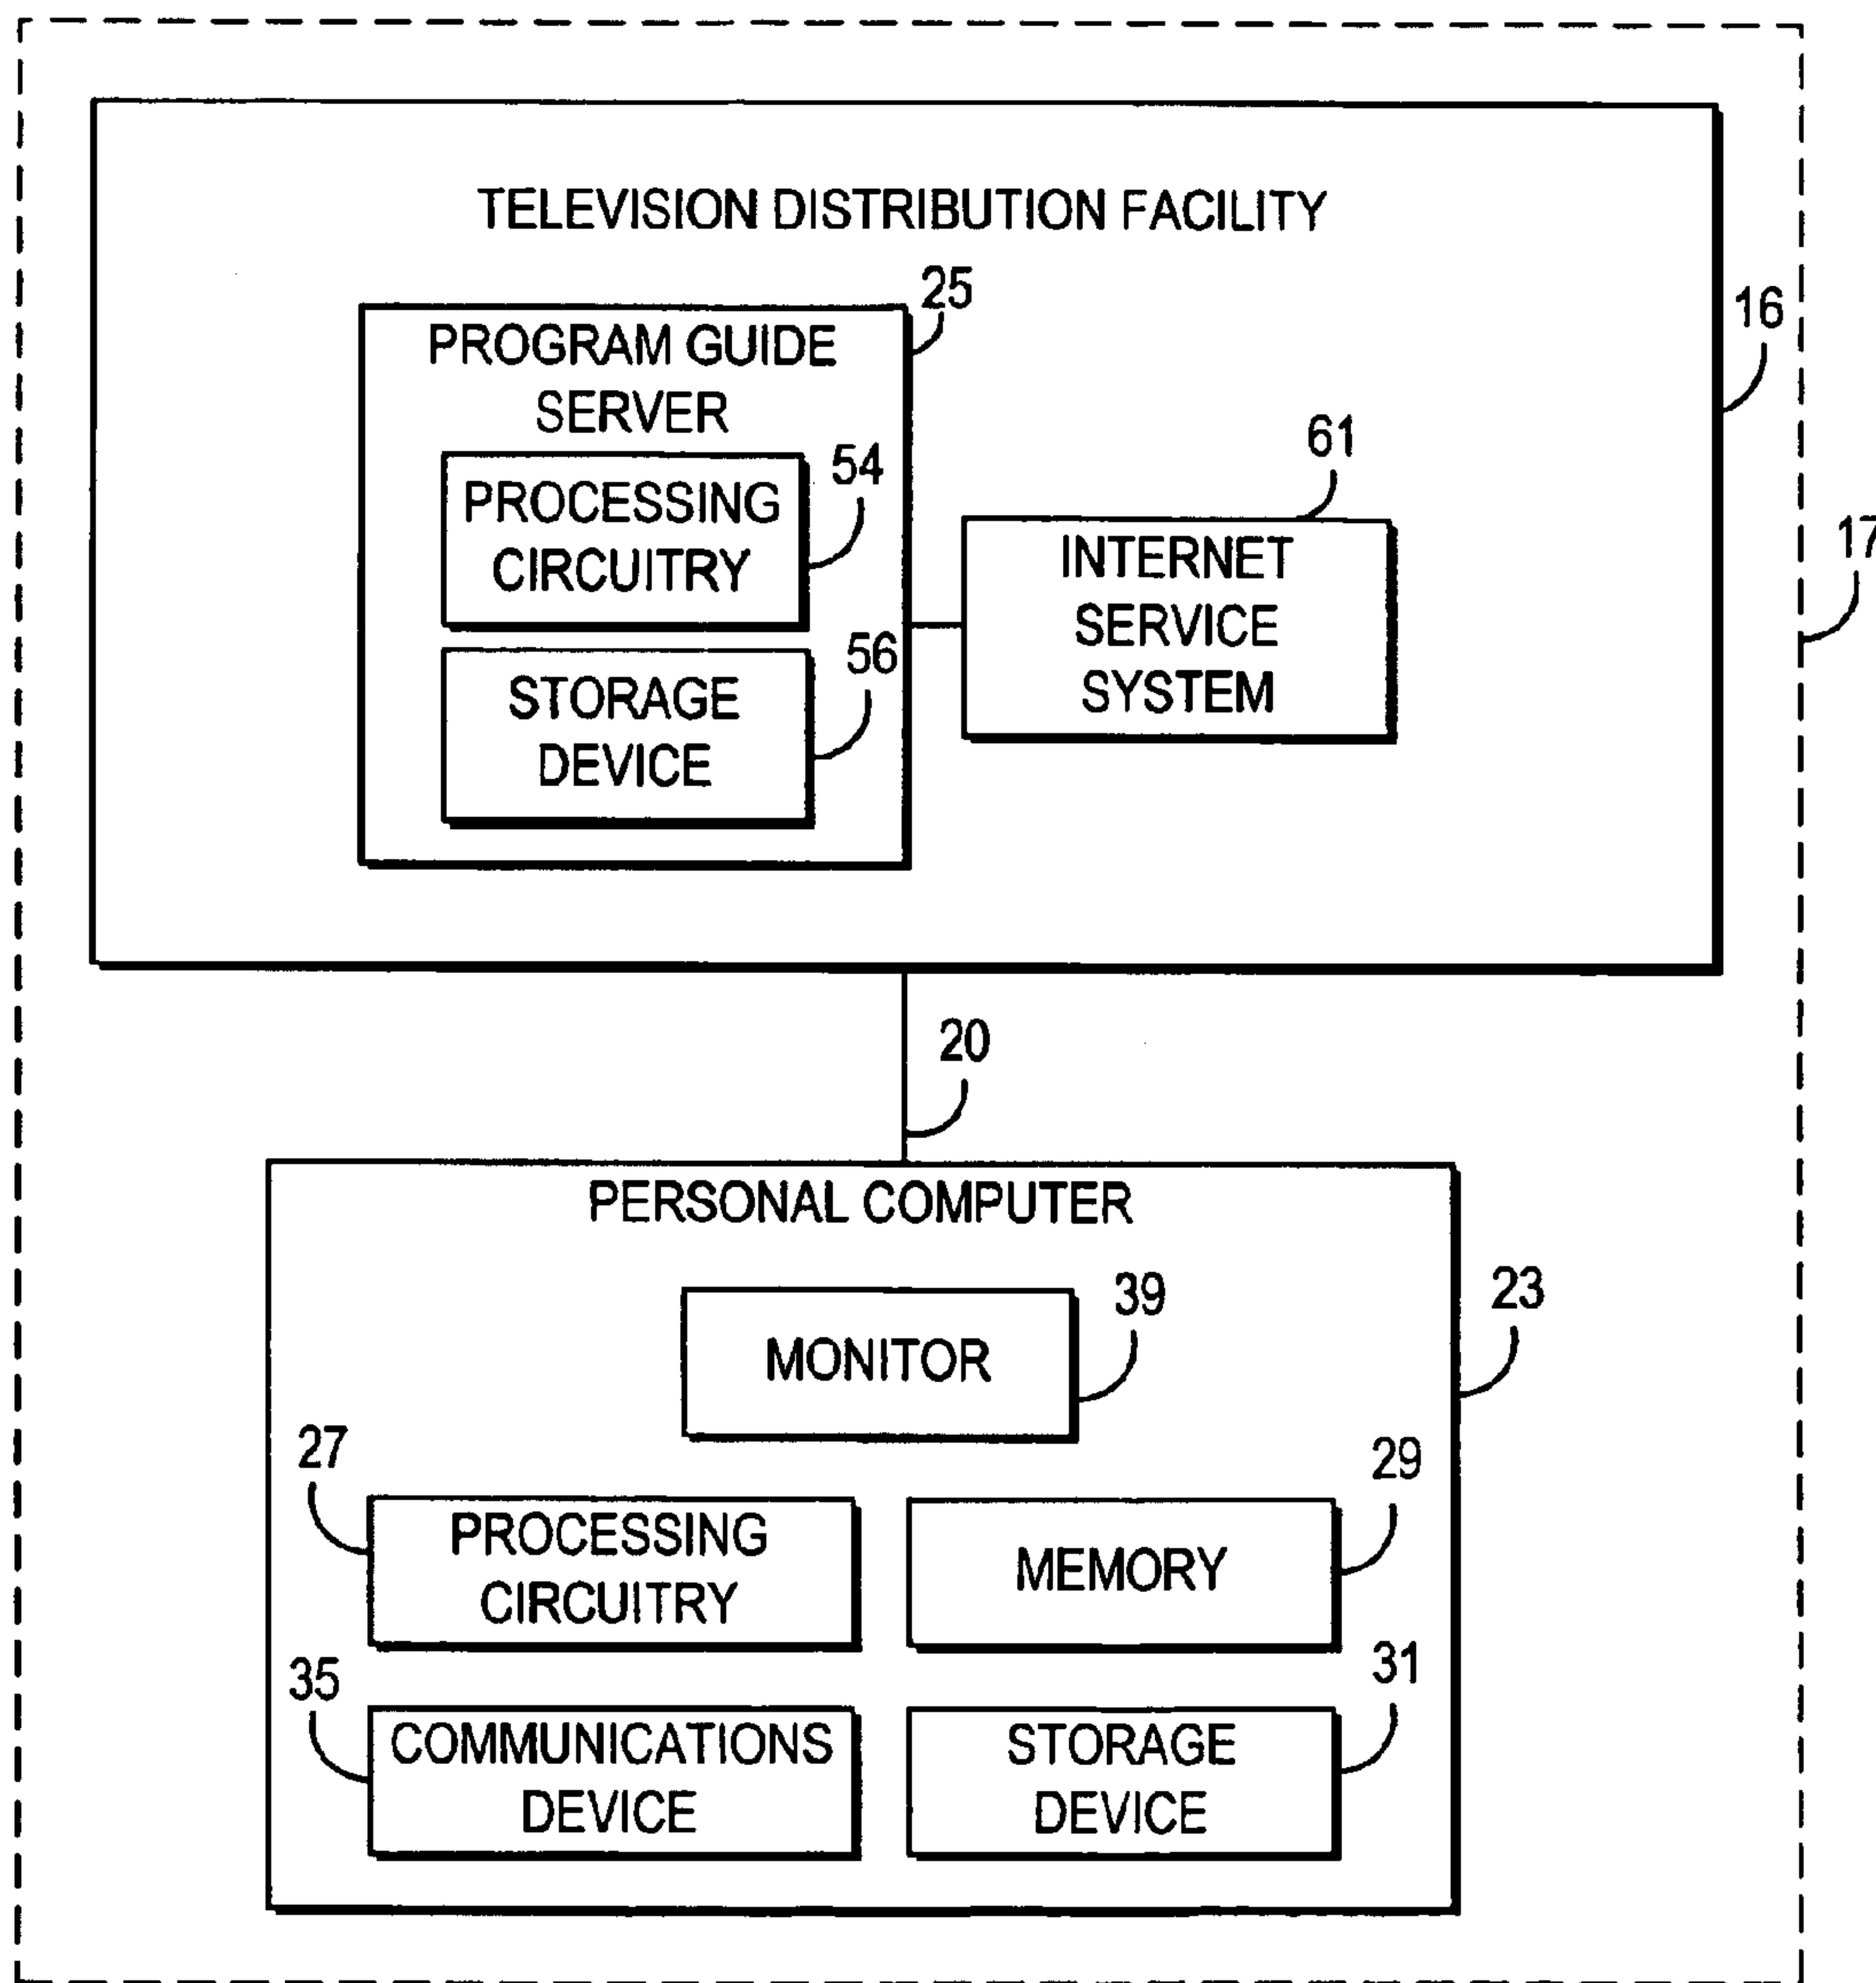 TELEVISION DISTRIBUTION FACILITY
25
16
PROGRAM GUIDE
SERVER
61
54
PROCESSING
CIRCUITRY
17
INTERNET
SERVICE
SYSTEM
56
STORAGE
DEVICE
20
PERSONAL COMPUTER
23
39
MONITOR
27
29
PROCESSING
CIRCUITRY
MEMORY
35
31
COMMUNICATIONS
DEVICE
STORAGE
DEVICE